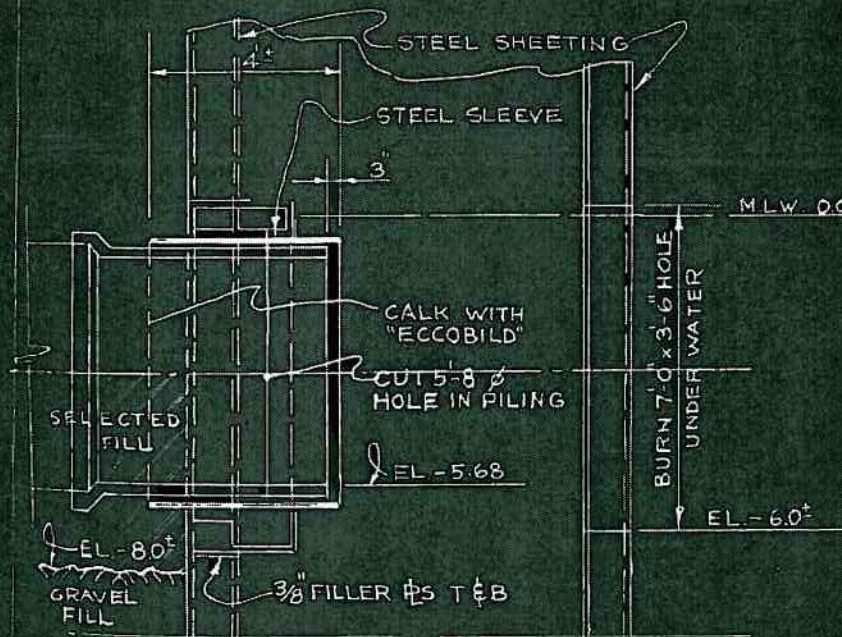 STEEL SHEETING
4'±
STEEL SLEEVE
3"
M.L.W. 0.0
CALK WITH
"ECCOBILD"
CUT 5'-8 ⌀
HOLE IN PILING
BURN 7'-0" x 3'-6" HOLE
UNDER WATER
SELECTED
FILL
EL.-5.68
EL.-6.0±
EL.-8.0±
GRAVEL
FILL
3/8" FILLER PLS T & B